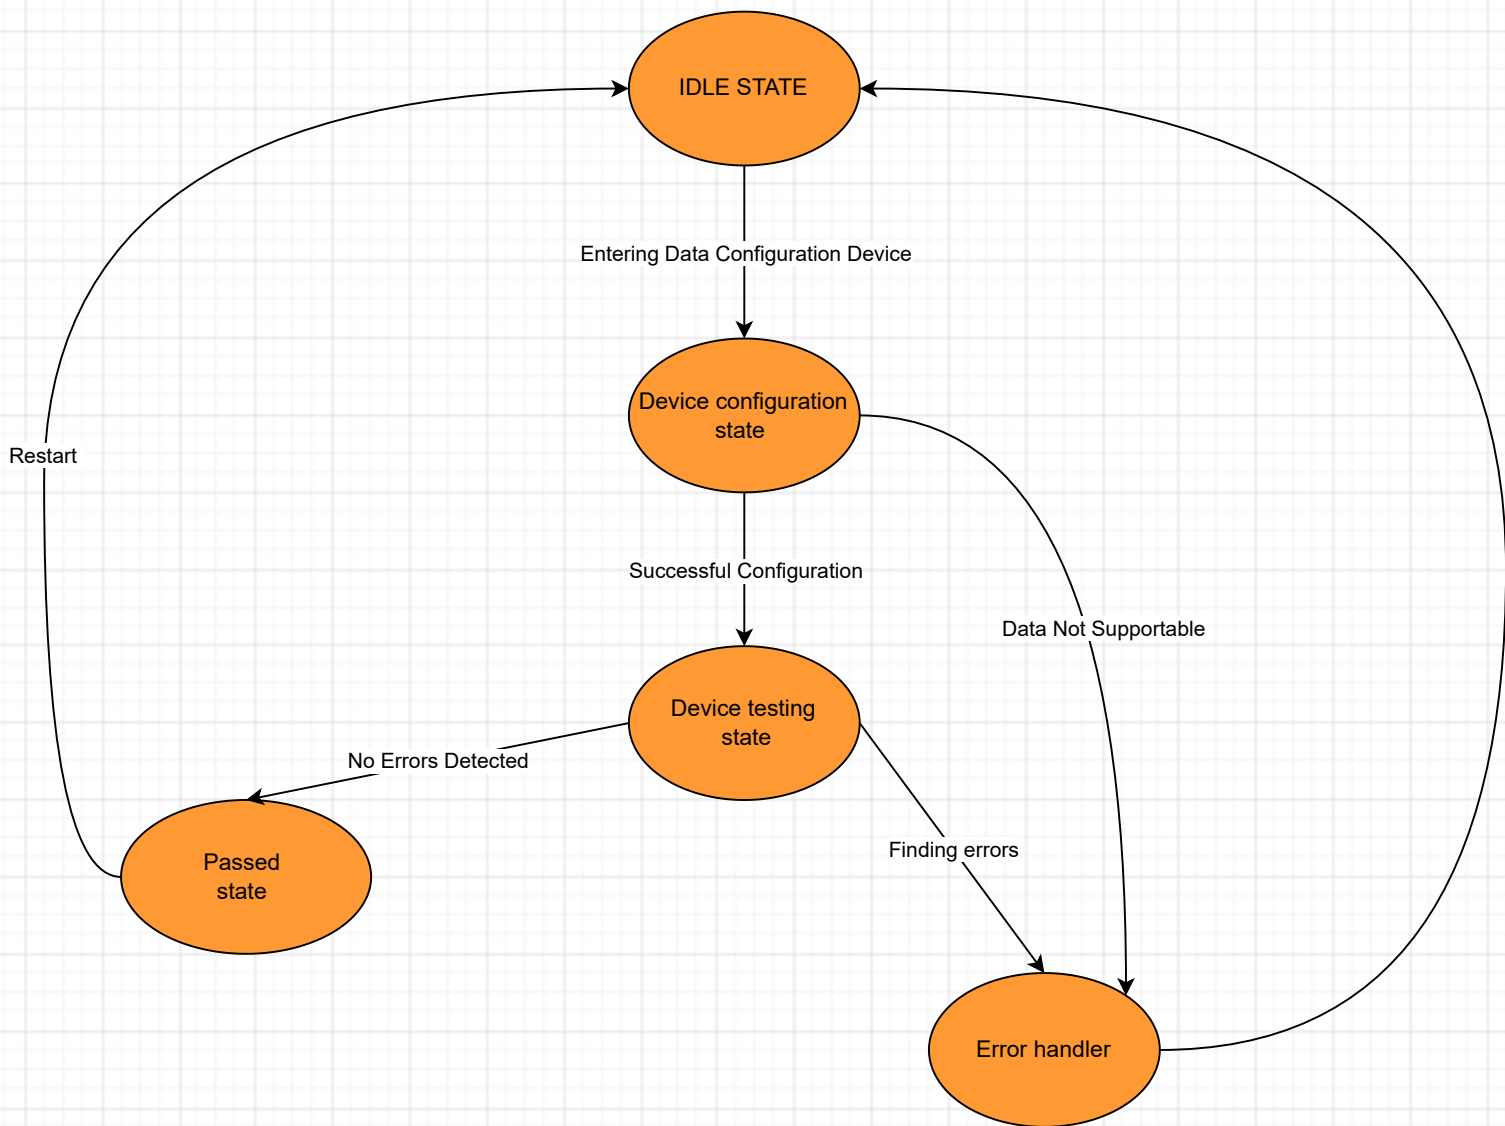 IDLE STATE
Entering Data Configuration Device
Device configuration
state
Restart
Successful Configuration
Data Not Supportable
Device testing
state
No Errors Detected
Finding errors
Passed
state
Error handler